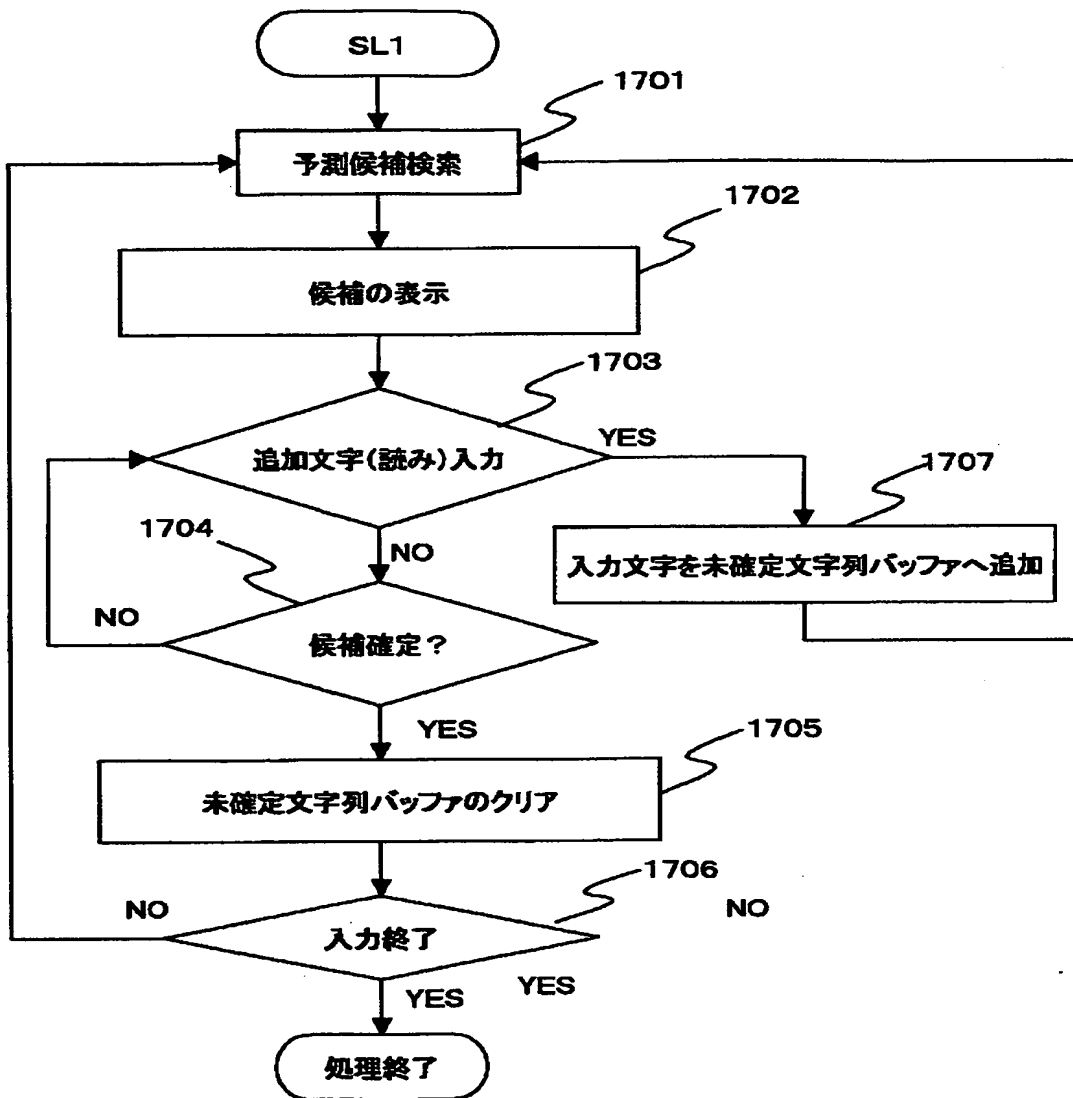 SL1
1701
予測候補検索
1702
候補の表示
1703
追加文字(読み)入力
YES
1707
入力文字を未確定文字列バッファへ追加
1704
NO
NO
候補確定?
YES
1705
未確定文字列バッファのクリア
1706
NO
NO
入力終了
YES
YES
処理終了